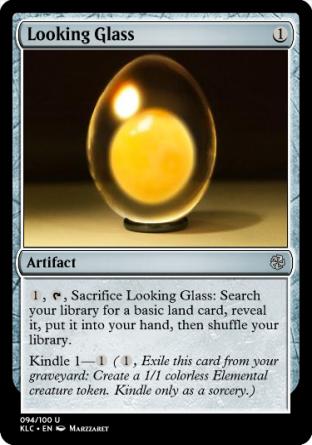 Looking Glass 1
Artifact
1, T, Sacrifice Looking Glass: Search
your library for a basic land card, reveal
it, put it into your hand, then shuffle your
library.
Kindle 1—1 (1, Exile this card from your
graveyard: Create a 1/1 colorless Elemental
creature token. Kindle only as a sorcery.)
094/100 U
KLC • EN Marzzaret